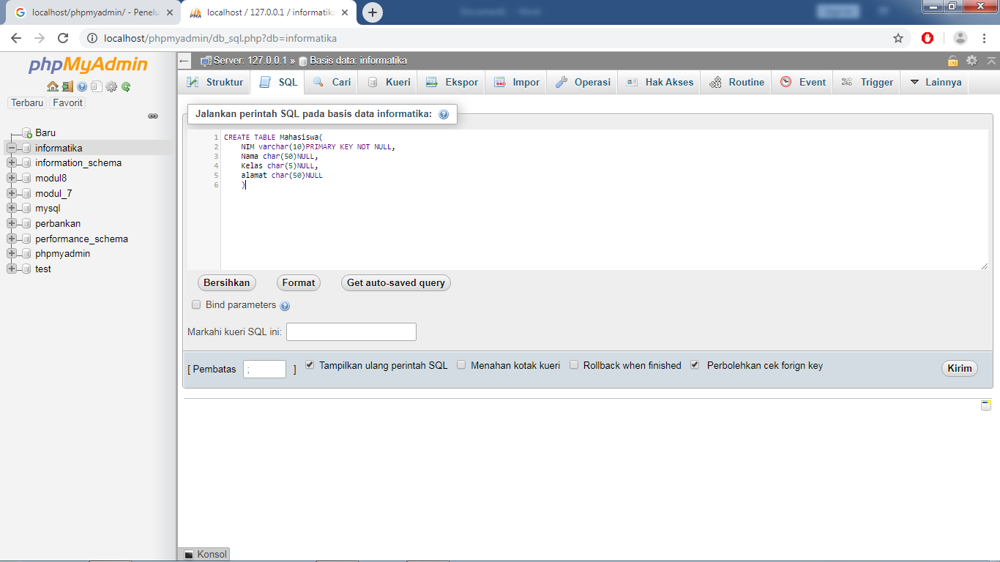 localhost/phpmyadmin/ - Penelu
localhost / 127.0.0.1 / informatika
localhost/phpmyadmin/db_sql.php?db=informatika
phpMyAdmin
Terbaru Favorit
Baru
informatika
information_schema
modul8
modul_7
mysql
perbankan
performance_schema
phpmyadmin
test
Server: 127.0.0.1 » Basis data: informatika
Struktur SQL Cari Kueri Ekspor Impor Operasi Hak Akses Routine Event Trigger Lainnya
Jalankan perintah SQL pada basis data informatika:
1 CREATE TABLE Mahasiswa(
2 NIM varchar(10)PRIMARY KEY NOT NULL,
3 Nama char(50)NULL,
4 Kelas char(5)NULL,
5 alamat char(50)NULL
6 )
Bersihkan Format Get auto-saved query
Bind parameters
Markahi kueri SQL ini:
[ Pembatas ; ] Tampilkan ulang perintah SQL Menahan kotak kueri Rollback when finished Perbolehkan cek forign key Kirim
Konsol